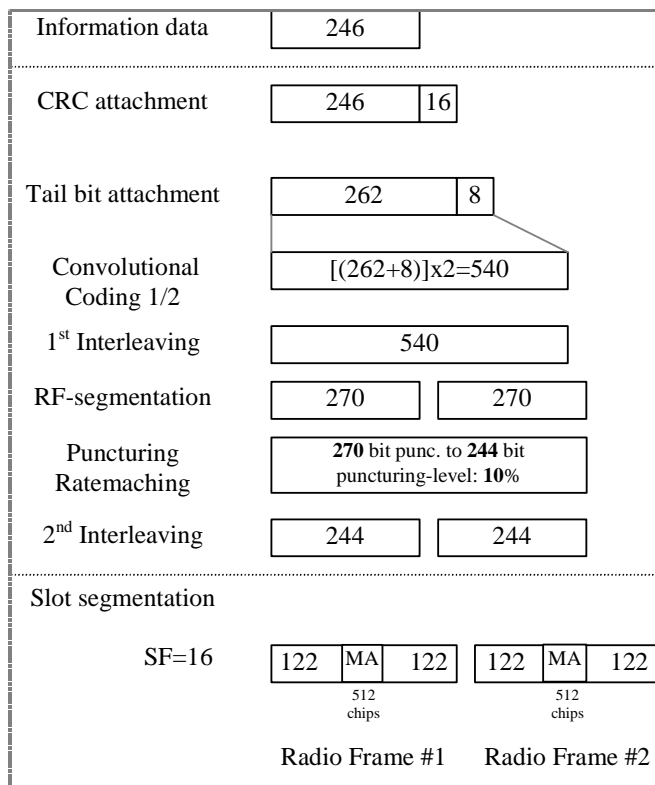 Information data 246
CRC attachment 246 16
Tail bit attachment 262 8
Convolutional
Coding 1/2
[(262+8)]x2=540
1st Interleaving 540
RF-segmentation 270 270
Puncturing
Ratemaching
270 bit punc. to 244 bit
puncturing-level: 10%
2nd Interleaving 244 244
Slot segmentation
SF=16 122 MA 122 122 MA 122
512 512
chips chips
Radio Frame #1 Radio Frame #2